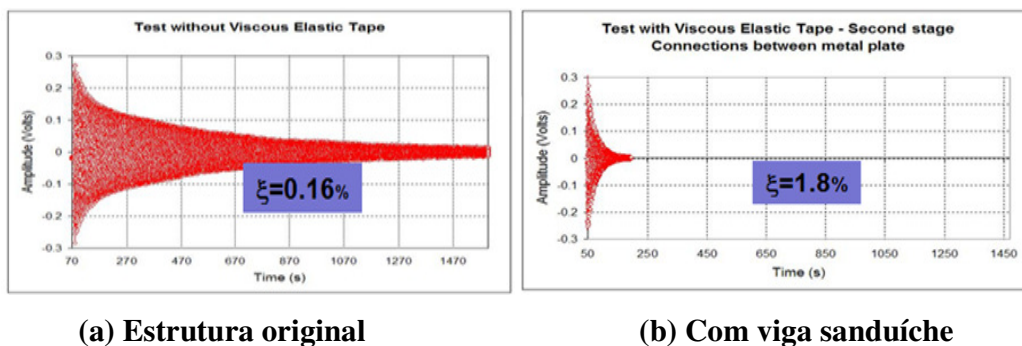 Test without Viscous Elastic Tape
0.3
0.2
0.1
0
-0.1
-0.2
-0.3
Amplitude (Volts)
ξ=0.16%
70 270 470 670 870 1070 1270 1470
Time (s)
(a) Estrutura original
Test with Viscous Elastic Tape - Second stage
Connections between metal plate
0.3
0.2
0.1
0
-0.1
-0.2
-0.3
Amplitude (Volts)
ξ=1.8%
50 250 450 650 850 1050 1250 1450
Time (s)
(b) Com viga sanduíche